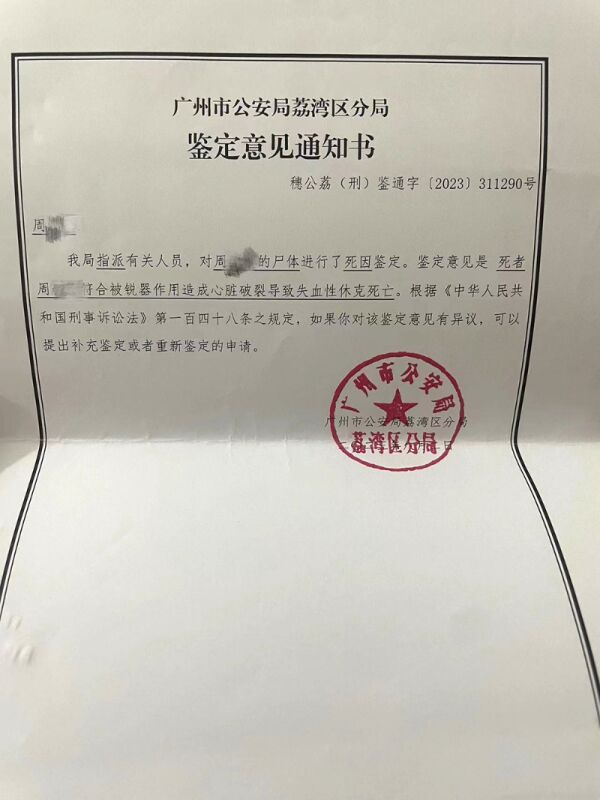 广州市公安局荔湾区分局
鉴定意见通知书
穗公荔（刑）鉴通字〔2023〕311290号
周
我局指派有关人员，对周 的尸体进行了死因鉴定。鉴定意见是 死者
周 符合被锐器作用造成心脏破裂导致失血性休克死亡。根据《中华人民共
和国刑事诉讼法》第一百四十八条之规定，如果你对该鉴定意见有异议，可以
提出补充鉴定或者重新鉴定的申请。
广州市公安局
广州市公安局荔湾区分局
荔湾区分局